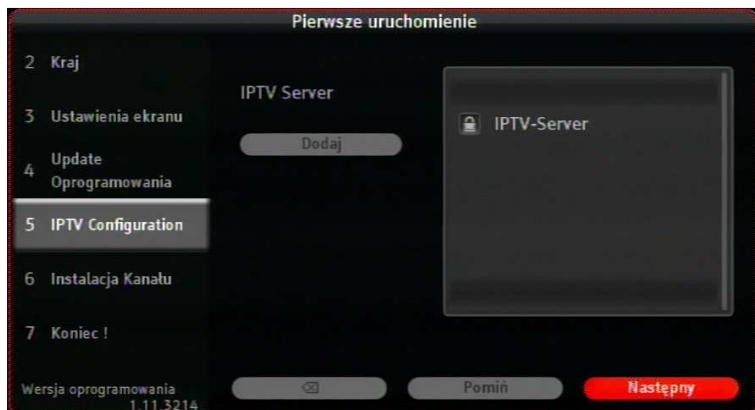 Pierwsze uruchomienie
2 Kraj
3 Ustawienia ekranu
4 Update
Oprogramowania
5 IPTV Configuration
6 Instalacja Kanału
7 Koniec !
Wersja oprogramowania
1.11.3214
IPTV Server
Dodaj
IPTV-Server
Pomiń
Następny